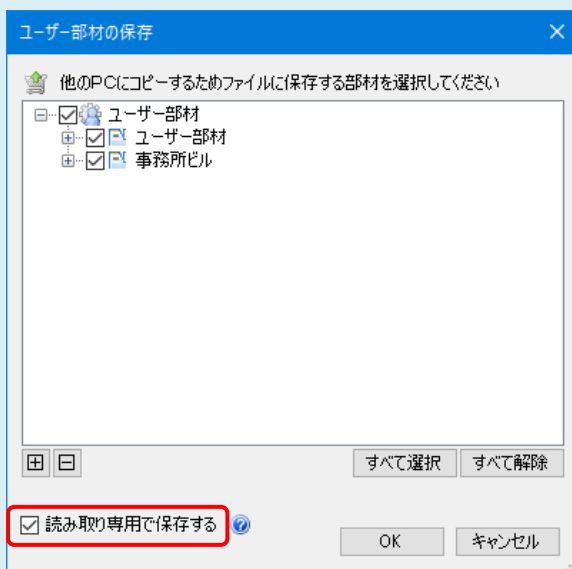 ユーザー部材の保存
他のPCにコピーするためファイルに保存する部材を選択してください
ユーザー部材
ユーザー部材
事務所ビル
すべて選択 すべて解除
読み取り専用で保存する
OK キャンセル